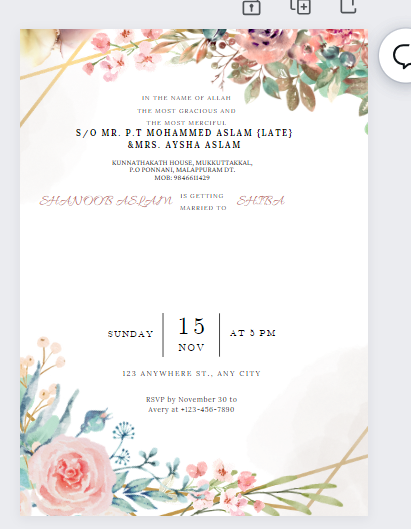 IN THE NAME OF ALLAH
THE MOST GRACIOUS AND
THE MOST MERCIFUL
S/O MR. P.T MOHAMMED ASLAM {LATE}
&MRS. AYSHA ASLAM
KUNNATHAKATH HOUSE, MUKKUTTAKKAL,
P.O PONNANI, MALAPPURAM DT.
MOB: 9846611429
SHANOOB ASLAM IS GETTING MARRIED TO SHIBA
SUNDAY 15 NOV AT 5 PM
123 ANYWHERE ST., ANY CITY
RSVP by November 30 to
Avery at +123-456-7890